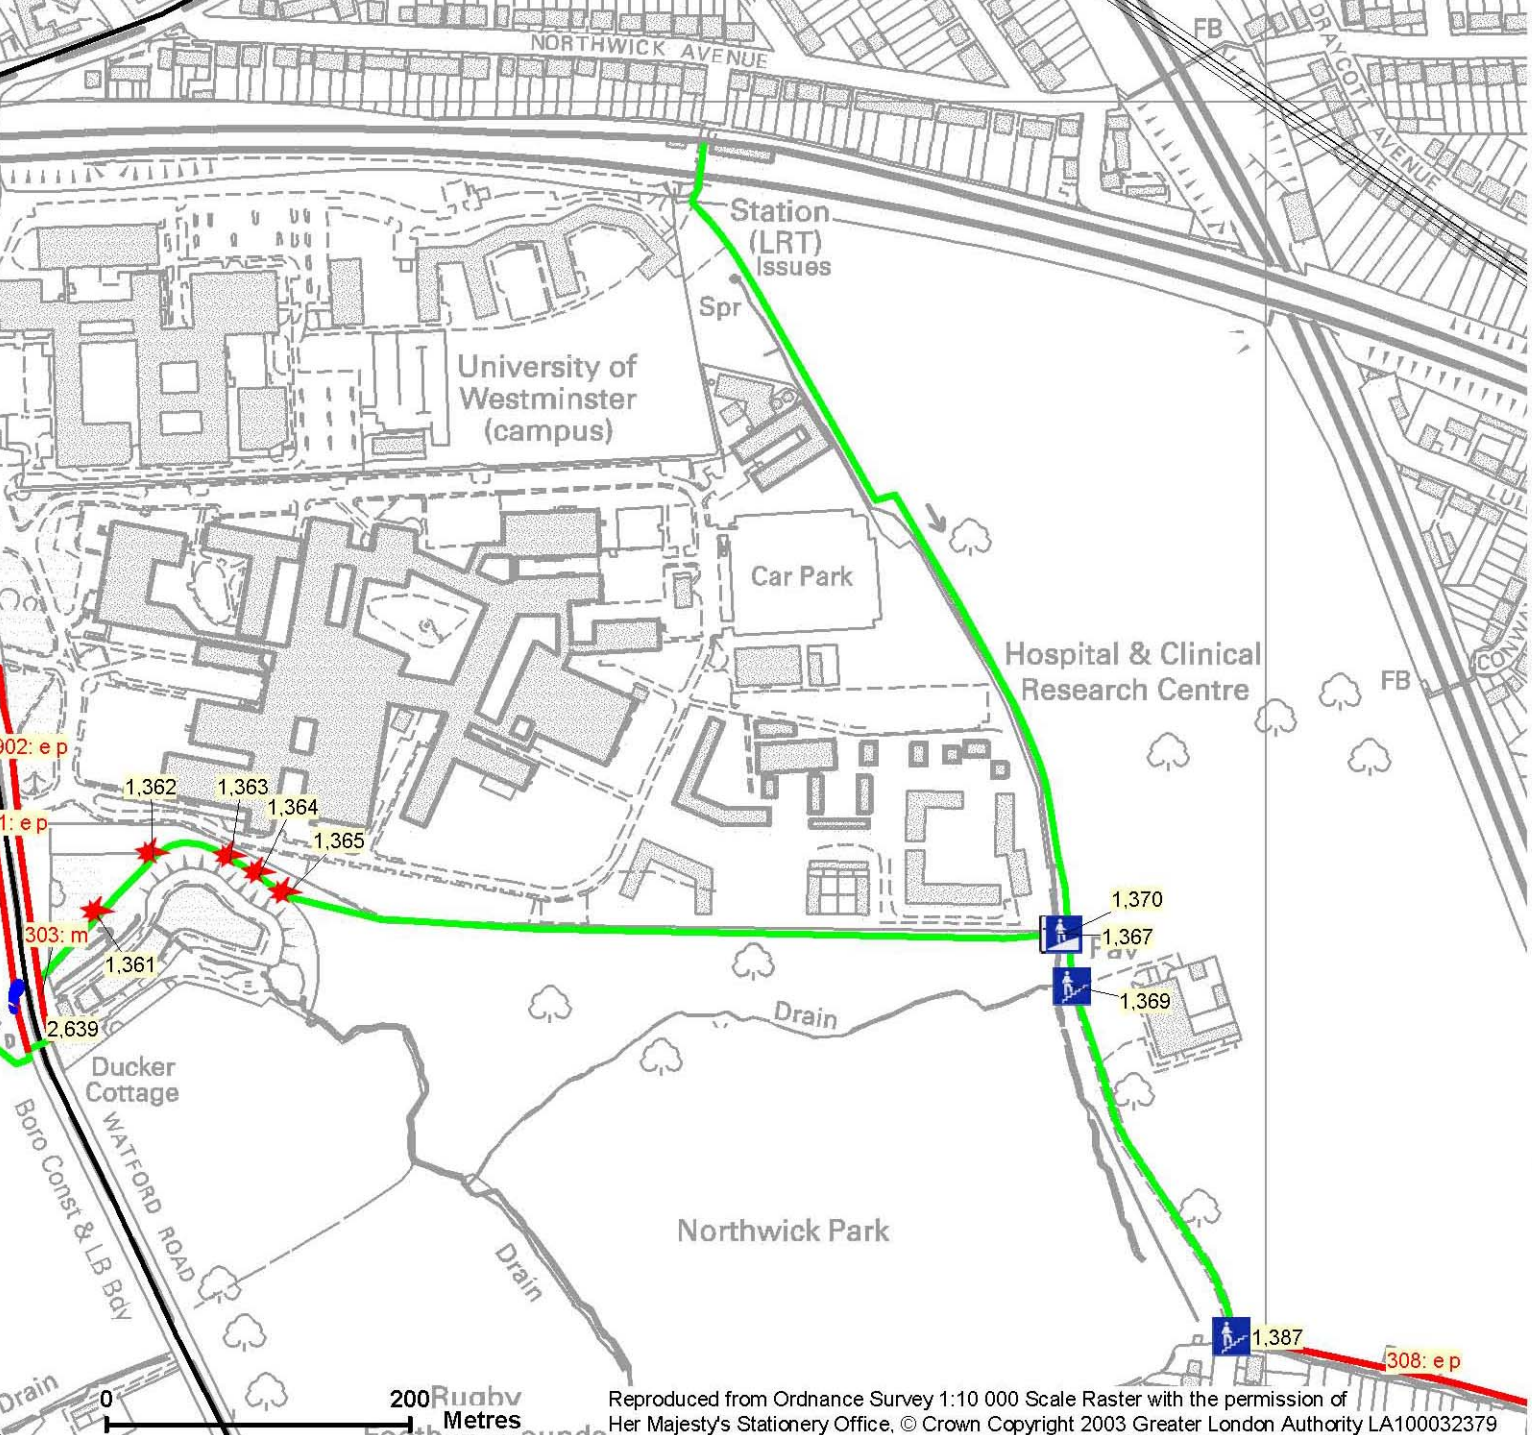 NORTHWICK AVENUE
FB
DRAYCOTT
AVENUE
Station
(LRT)
Issues
Spr
University of
Westminster
(campus)
Car Park
Hospital & Clinical
Research Centre
FB
902: e p
1: e p
1,362
1,363
1,364
1,365
303: m
1,361
2,639
1,370
1,367
Pav
1,369
Drain
Ducker
Cottage
WATFORD ROAD
Boro Const & LB Bdy
Northwick Park
Drain
1,387
308: e p
Drain
0
200
Metres
Rugby
Reproduced from Ordnance Survey 1:10 000 Scale Raster with the permission of
Her Majesty's Stationery Office, © Crown Copyright 2003 Greater London Authority LA100032379